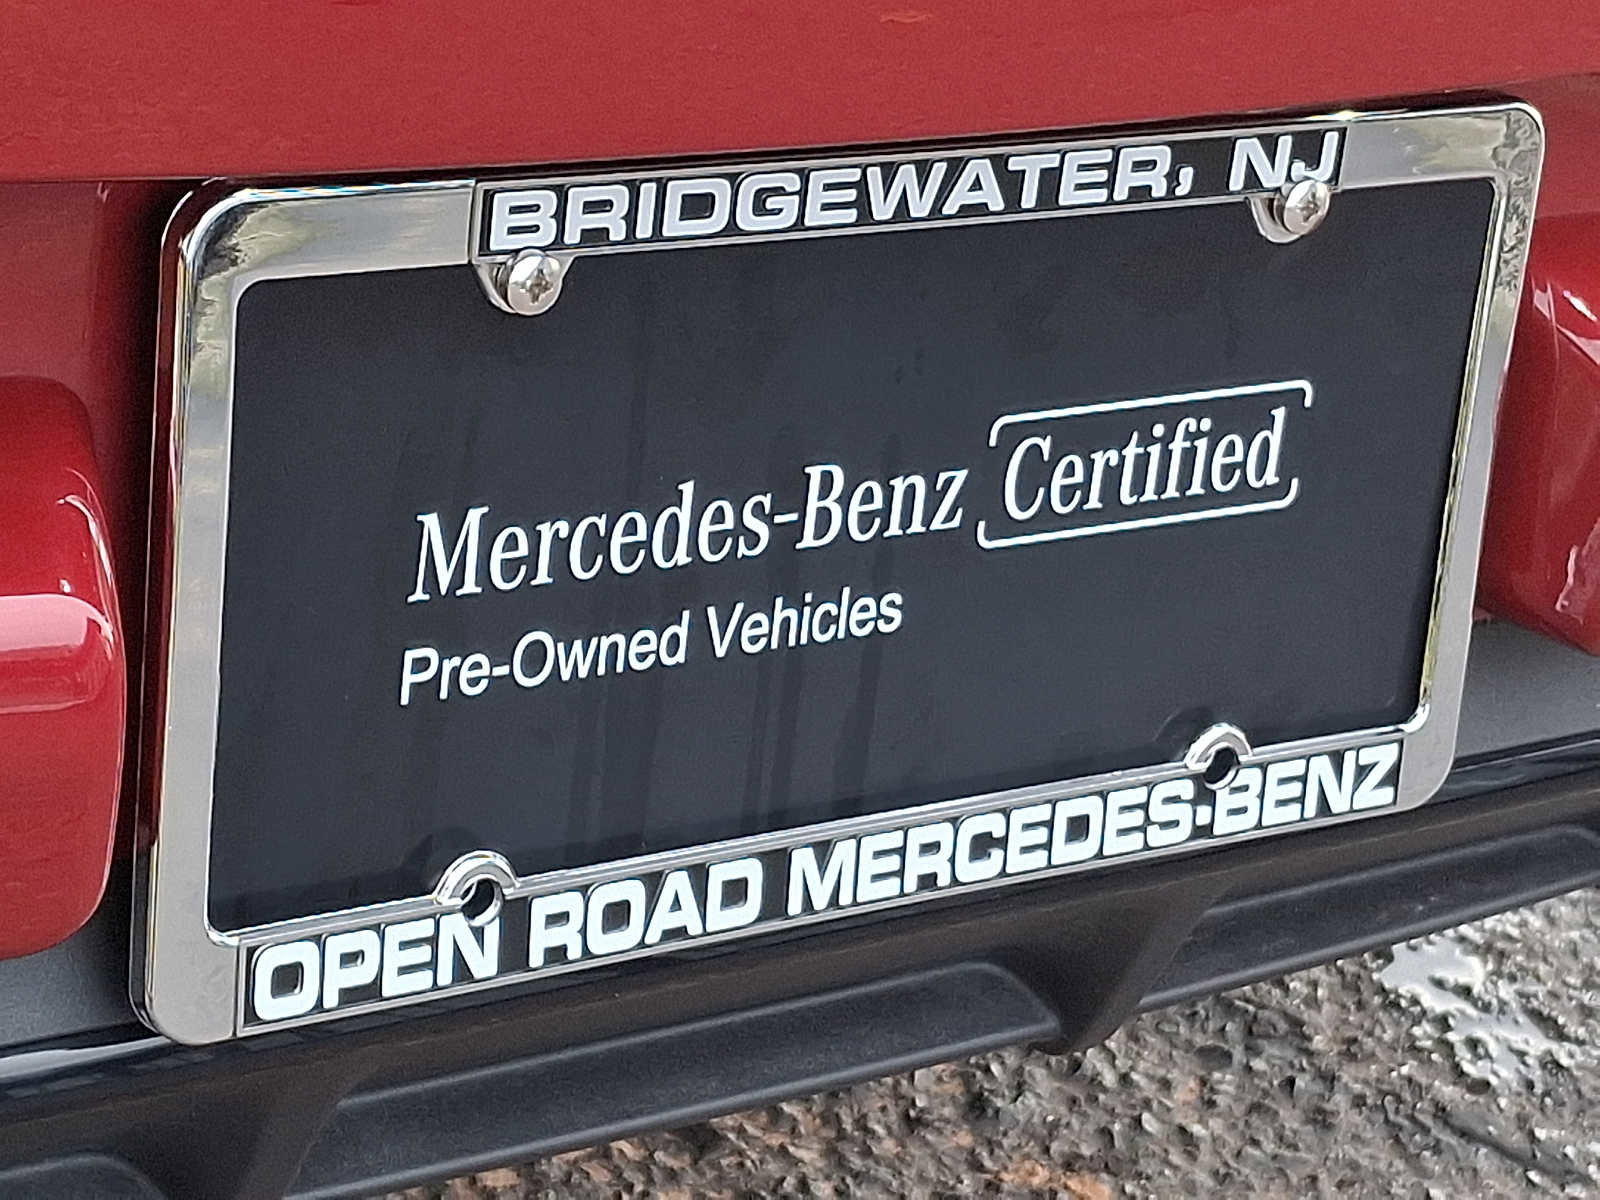 BRIDGEWATER, NJ
Mercedes-Benz Certified
Pre-Owned Vehicles
OPEN ROAD MERCEDES-BENZ